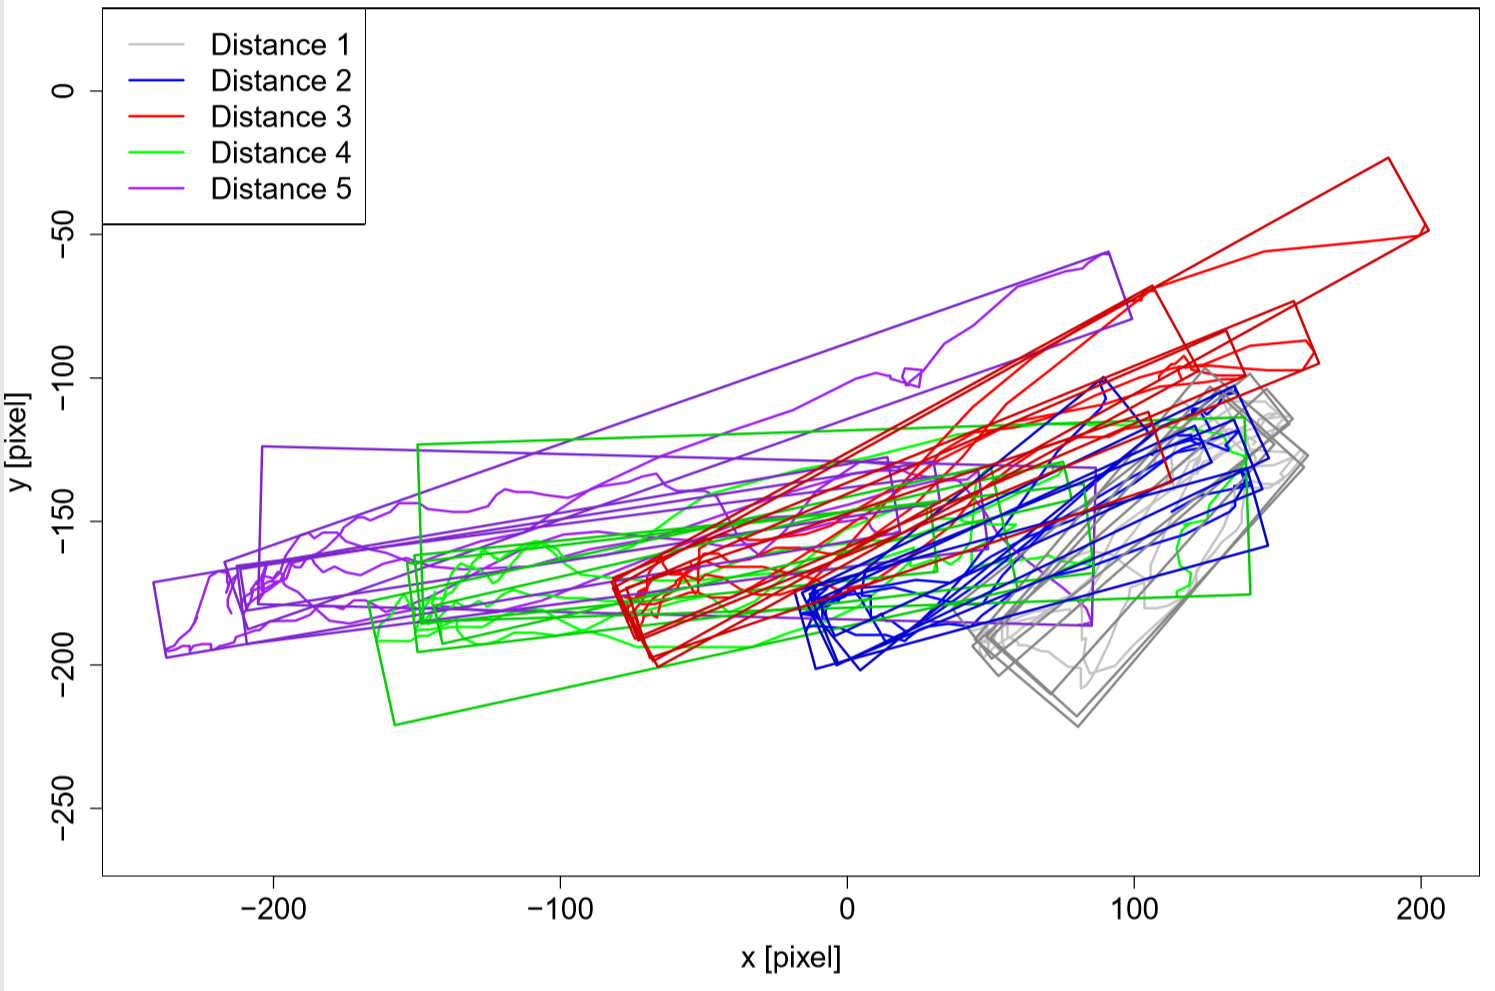 Distance 1
Distance 2
Distance 3
Distance 4
Distance 5
0
−50
−100
−150
−200
−250
y [pixel]
−200 −100 0 100 200
x [pixel]